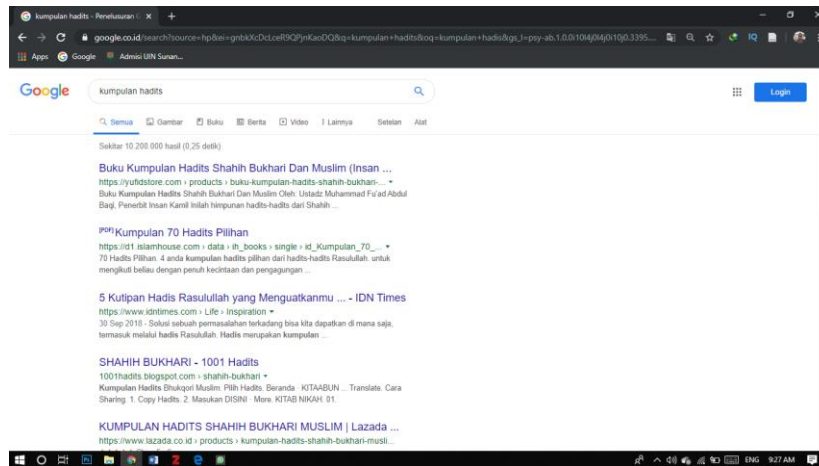 kumpulan hadits - Penelusuran G
google.co.id/search?source=hp&ei=gnbkXcDcLceR9QPjnKaoDQ&q=kumpulan+hadits&oq=kumpulan+hadis&gs_l=psy-ab.1.0.0i10l4j0l4j0i10j0.3395...
IQ
Apps Google Admisi UIN Sunan...
Google
kumpulan hadits
Login
Semua Gambar Buku Berita Video Lainnya Setelan Alat
Sekitar 10.200.000 hasil (0,25 detik)
Buku Kumpulan Hadits Shahih Bukhari Dan Muslim (Insan ...
https://yufidstore.com › products › buku-kumpulan-hadits-shahih-bukhari-...
Buku Kumpulan Hadits Shahih Bukhari Dan Muslim Oleh: Ustadz Muhammad Fu'ad Abdul
Baqi, Penerbit Insan Kamil Inilah himpunan hadits-hadits dari Shahih ...
[PDF] Kumpulan 70 Hadits Pilihan
https://d1.islamhouse.com › data › ih_books › single › id_Kumpulan_70_...
70 Hadits Pilihan. 4 anda kumpulan hadits pilihan dari hadits-hadits Rasulullah. untuk
mengikuti beliau dengan penuh kecintaan dan pengagungan ...
5 Kutipan Hadis Rasulullah yang Menguatkanmu ... - IDN Times
https://www.idntimes.com › Life › Inspiration
30 Sep 2018 - Solusi sebuah permasalahan terkadang bisa kita dapatkan di mana saja,
termasuk melalui hadis Rasulullah. Hadis merupakan kumpulan ...
SHAHIH BUKHARI - 1001 Hadits
1001hadits.blogspot.com › shahih-bukhari
Kumpulan Hadits Bhukqori Muslim. Pilih Hadits. Beranda · KITAABUN ... Translate. Cara
Sharing. 1. Copy Hadits. 2. Masukan DISINI · More. KITAB NIKAH. 01.
KUMPULAN HADITS SHAHIH BUKHARI MUSLIM | Lazada ...
https://www.lazada.co.id › products › kumpulan-hadits-shahih-bukhari-musli...
ENG 9:27 AM